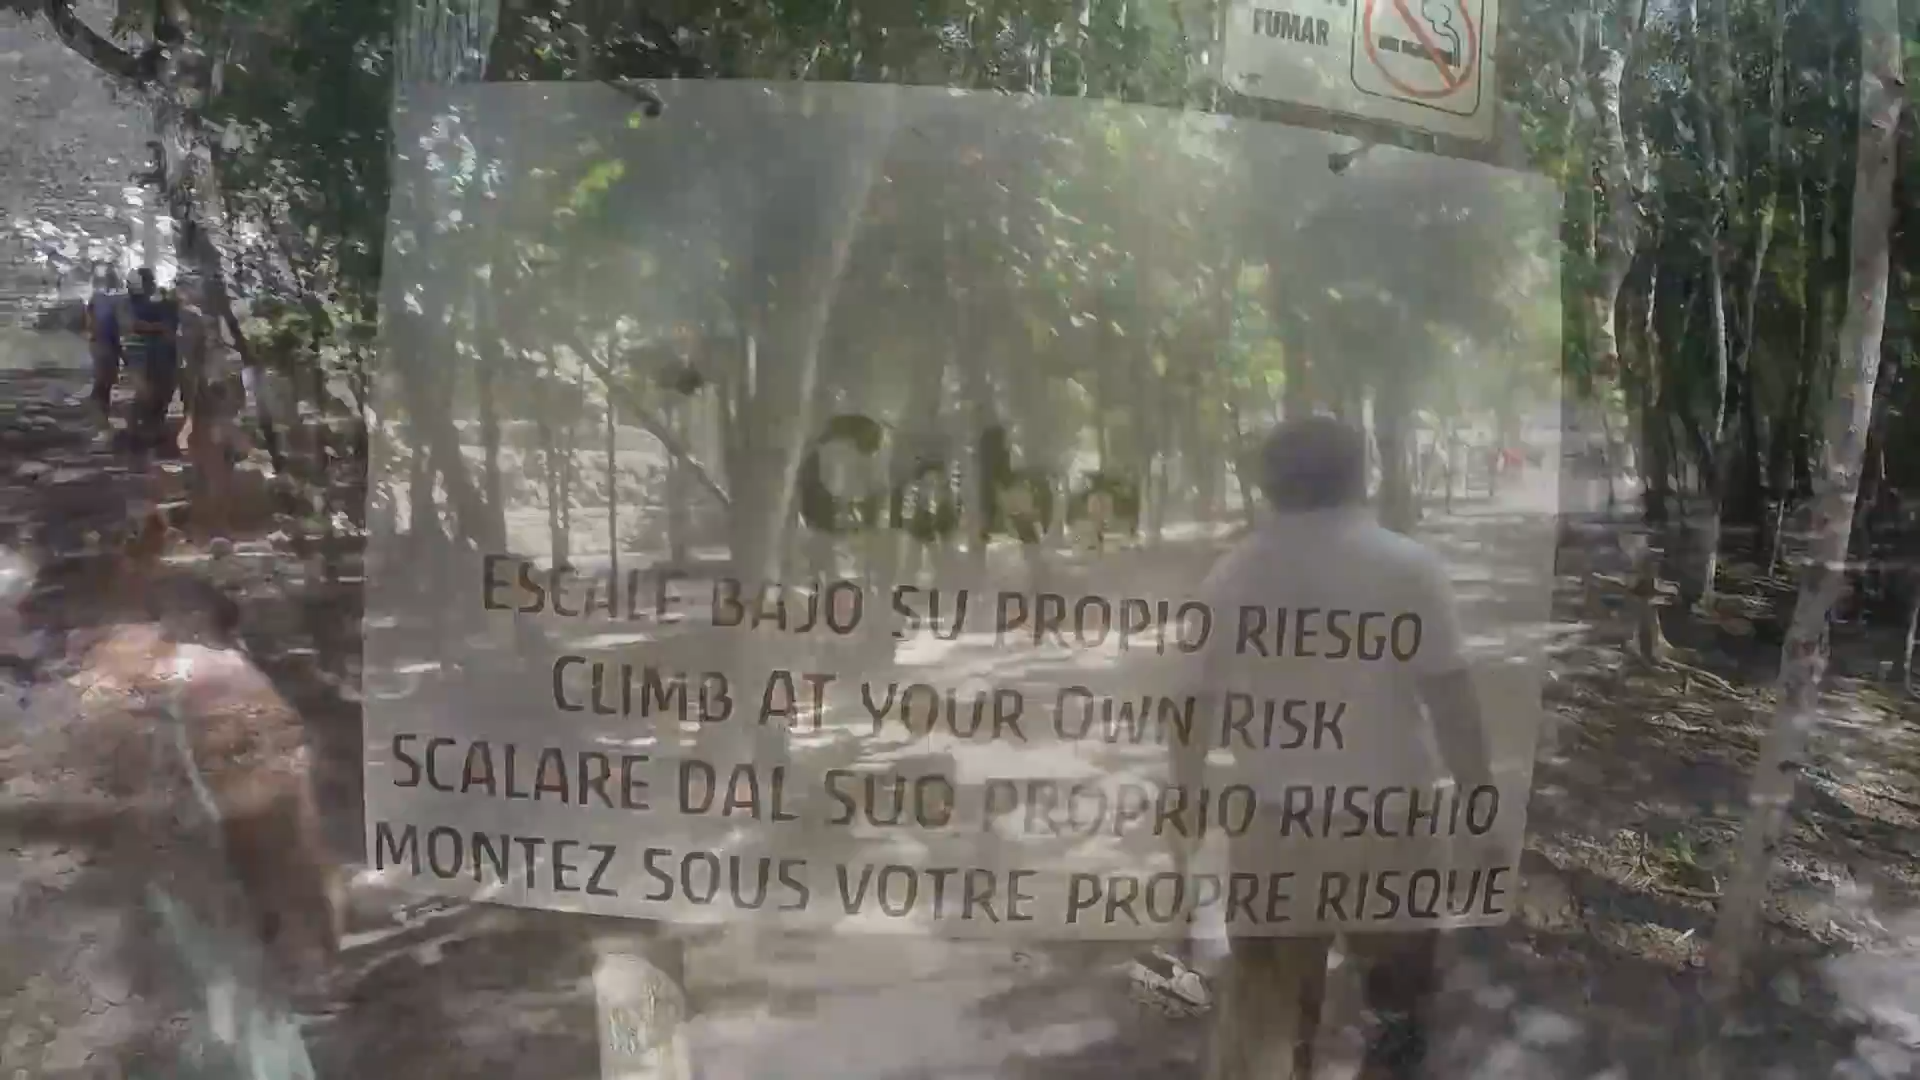 FUMAR
Coba
ESCALE BAJO SU PROPIO RIESGO
CLIMB AT YOUR OWN RISK
SCALARE DAL SUO PROPRIO RISCHIO
MONTEZ SOUS VOTRE PROPRE RISQUE